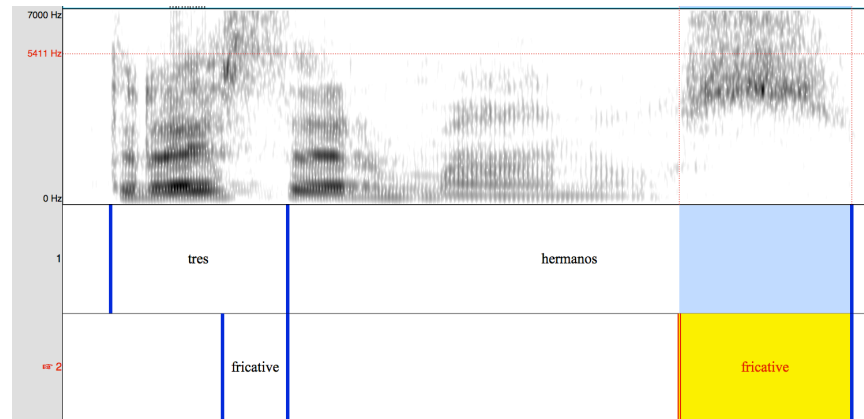 7000 Hz
5411 Hz
0 Hz
1 tres hermanos
☞ 2 fricative fricative